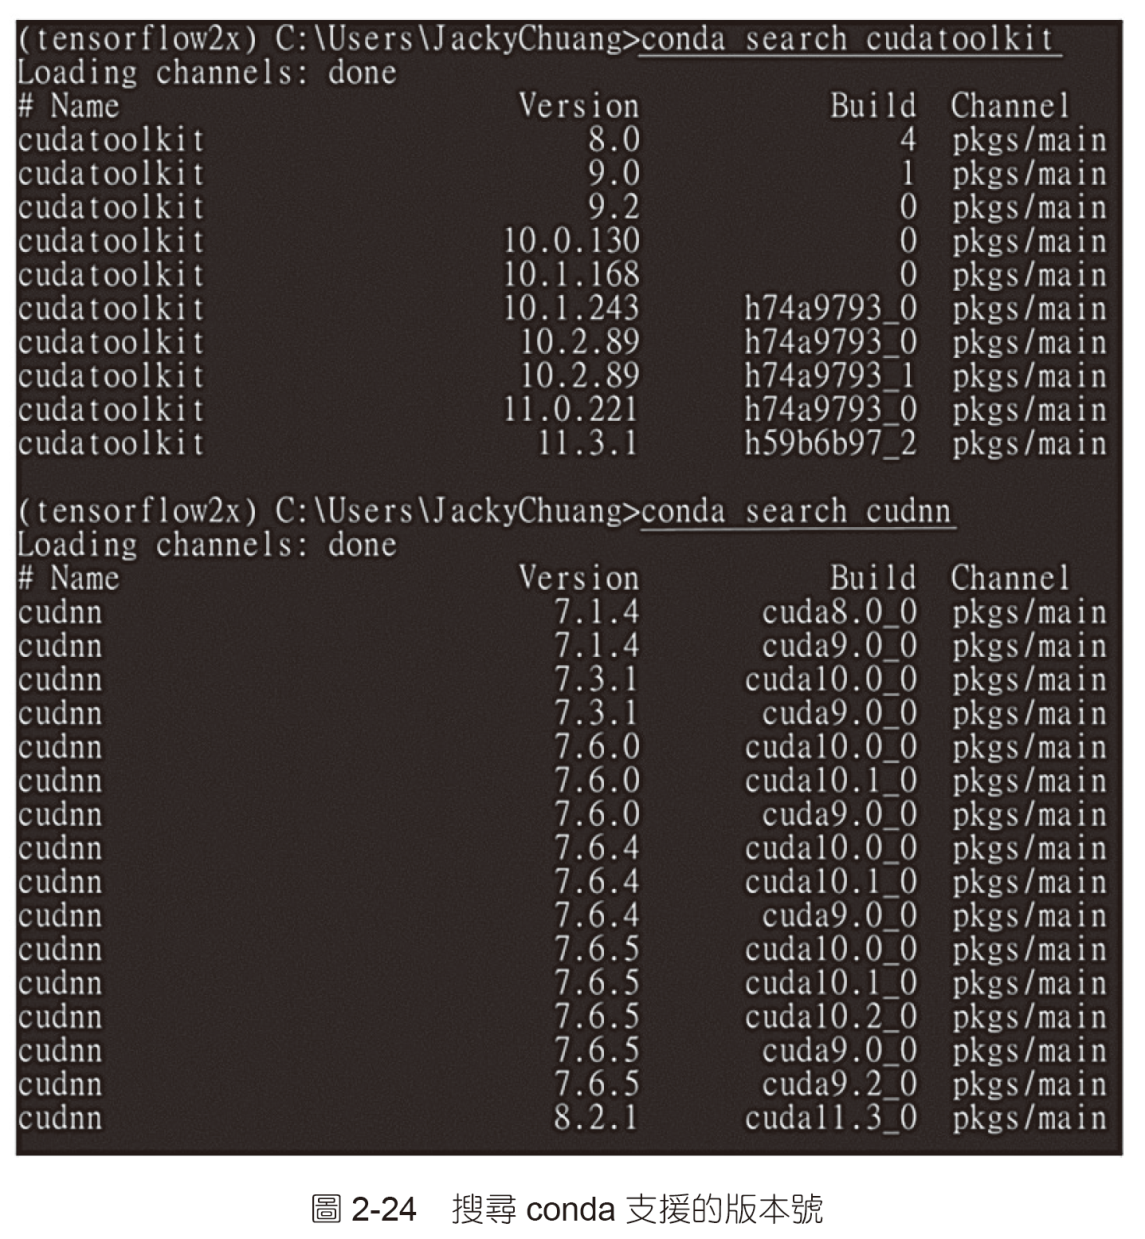 (tensorflow2x) C:\Users\JackyChuang>conda search cudatoolkit
Loading channels: done
# Name Version Build Channel
cudatoolkit 8.0 4 pkgs/main
cudatoolkit 9.0 1 pkgs/main
cudatoolkit 9.2 0 pkgs/main
cudatoolkit 10.0.130 0 pkgs/main
cudatoolkit 10.1.168 0 pkgs/main
cudatoolkit 10.1.243 h74a9793_0 pkgs/main
cudatoolkit 10.2.89 h74a9793_0 pkgs/main
cudatoolkit 10.2.89 h74a9793_1 pkgs/main
cudatoolkit 11.0.221 h74a9793_0 pkgs/main
cudatoolkit 11.3.1 h59b6b97_2 pkgs/main
(tensorflow2x) C:\Users\JackyChuang>conda search cudnn
Loading channels: done
# Name Version Build Channel
cudnn 7.1.4 cuda8.0_0 pkgs/main
cudnn 7.1.4 cuda9.0_0 pkgs/main
cudnn 7.3.1 cuda10.0_0 pkgs/main
cudnn 7.3.1 cuda9.0_0 pkgs/main
cudnn 7.6.0 cuda10.0_0 pkgs/main
cudnn 7.6.0 cuda10.1_0 pkgs/main
cudnn 7.6.0 cuda9.0_0 pkgs/main
cudnn 7.6.4 cuda10.0_0 pkgs/main
cudnn 7.6.4 cuda10.1_0 pkgs/main
cudnn 7.6.4 cuda9.0_0 pkgs/main
cudnn 7.6.5 cuda10.0_0 pkgs/main
cudnn 7.6.5 cuda10.1_0 pkgs/main
cudnn 7.6.5 cuda10.2_0 pkgs/main
cudnn 7.6.5 cuda9.0_0 pkgs/main
cudnn 7.6.5 cuda9.2_0 pkgs/main
cudnn 8.2.1 cuda11.3_0 pkgs/main
圖 2-24 搜尋 conda 支援的版本號